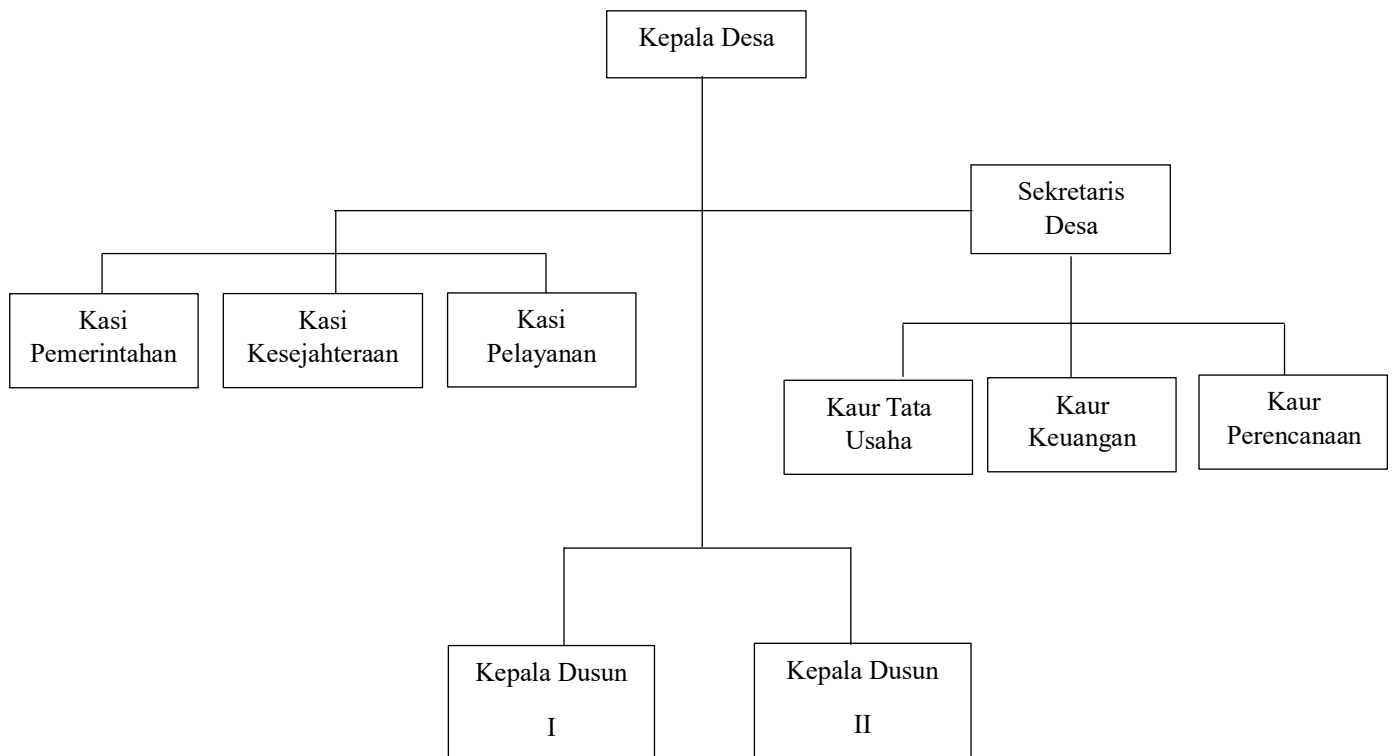 Kepala Desa
Sekretaris
Desa
Kasi
Pemerintahan
Kasi
Kesejahteraan
Kasi
Pelayanan
Kaur Tata
Usaha
Kaur
Keuangan
Kaur
Perencanaan
Kepala Dusun
I
Kepala Dusun
II